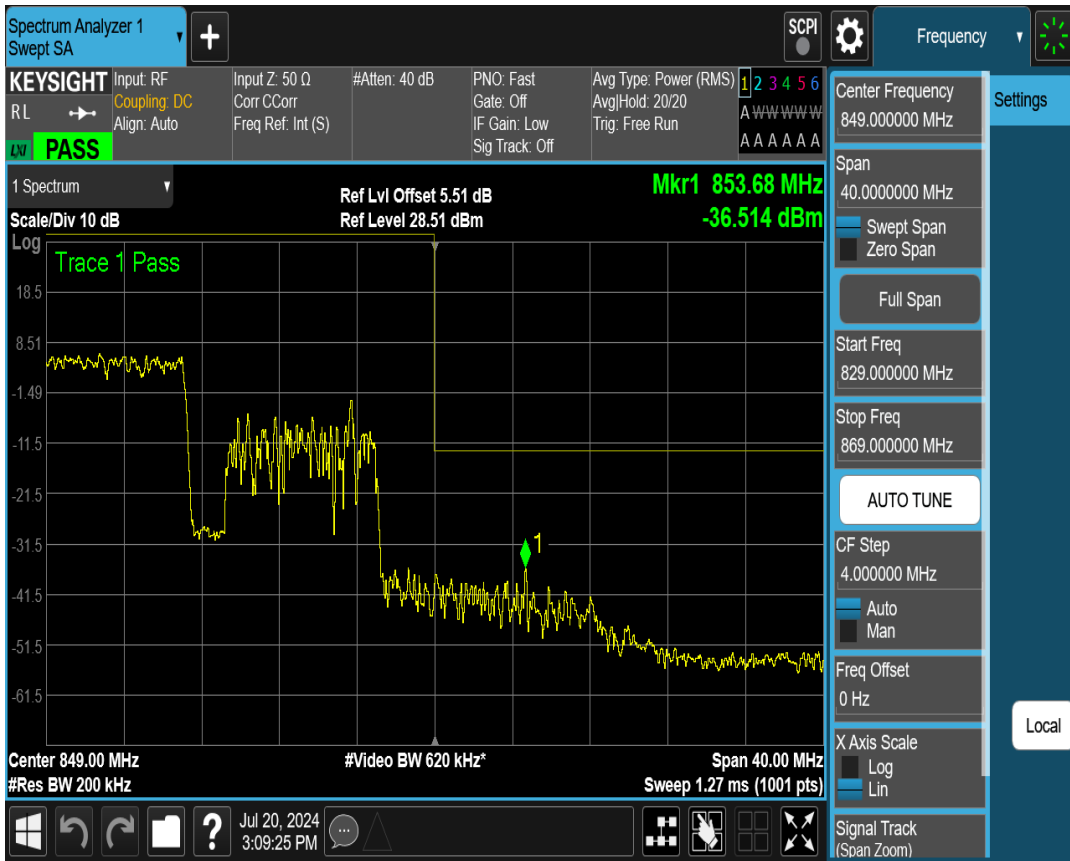 Spectrum Analyzer 1
Swept SA
+
SCPI
Frequency
KEYSIGHT
RL
LXI
PASS
Input: RF
Coupling: DC
Align: Auto
Input Z: 50 Ω
Corr CCorr
Freq Ref: Int (S)
#Atten: 40 dB
PNO: Fast
Gate: Off
IF Gain: Low
Sig Track: Off
Avg Type: Power (RMS)
Avg|Hold: 20/20
Trig: Free Run
1 2 3 4 5 6
A W W W W W
A A A A A A
1 Spectrum
Scale/Div 10 dB
Ref Lvl Offset 5.51 dB
Ref Level 28.51 dBm
Mkr1 853.68 MHz
-36.514 dBm
Log
Trace 1 Pass
18.5
8.51
-1.49
-11.5
-21.5
-31.5
-41.5
-51.5
-61.5
1
Center 849.00 MHz
#Res BW 200 kHz
#Video BW 620 kHz*
Span 40.00 MHz
Sweep 1.27 ms (1001 pts)
Center Frequency
849.000000 MHz
Span
40.0000000 MHz
Swept Span
Zero Span
Full Span
Start Freq
829.000000 MHz
Stop Freq
869.000000 MHz
AUTO TUNE
CF Step
4.000000 MHz
Auto
Man
Freq Offset
0 Hz
X Axis Scale
Log
Lin
Signal Track
(Span Zoom)
Settings
Local
?
Jul 20, 2024
3:09:25 PM